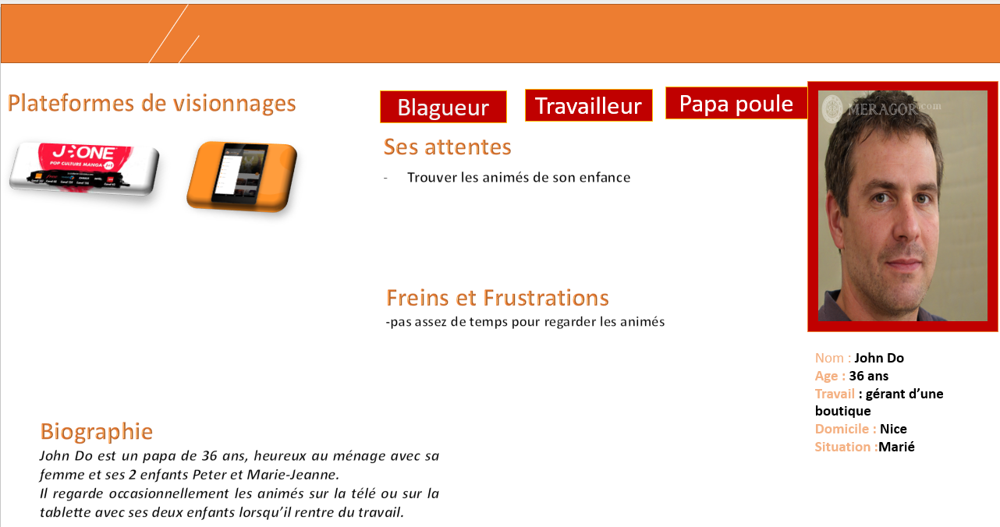 Plateformes de visionnages
J-ONE
POP CULTURE MANGA
Blagueur
Travailleur
Papa poule
Ses attentes
- Trouver les animés de son enfance
Freins et Frustrations
-pas assez de temps pour regarder les animés
MERAGOR.com
Nom : John Do
Age : 36 ans
Travail : gérant d’une
boutique
Domicile : Nice
Situation :Marié
Biographie
John Do est un papa de 36 ans, heureux au ménage avec sa
femme et ses 2 enfants Peter et Marie-Jeanne.
Il regarde occasionnellement les animés sur la télé ou sur la
tablette avec ses deux enfants lorsqu’il rentre du travail.